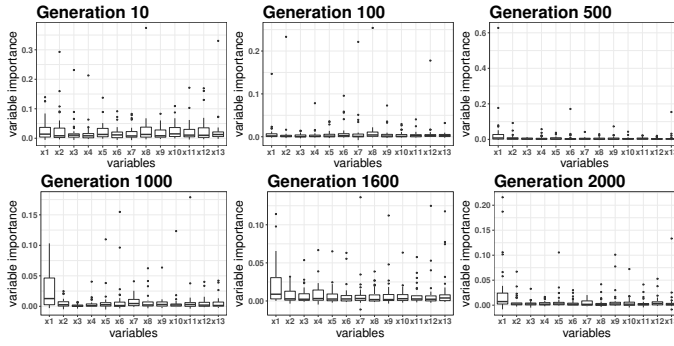 Generation 10
Generation 100
Generation 500
variable importance
0.3
0.2
0.1
0.0
x1 x2 x3 x4 x5 x6 x7 x8 x9 x10 x11 x12 x13
variables
variable importance
0.2
0.1
0.0
x1 x2 x3 x4 x5 x6 x7 x8 x9 x10 x11 x12 x13
variables
variable importance
0.6
0.4
0.2
0.0
x1 x2 x3 x4 x5 x6 x7 x8 x9 x10 x11 x12 x13
variables
Generation 1000
Generation 1600
Generation 2000
variable importance
0.15
0.10
0.05
0.00
x1 x2 x3 x4 x5 x6 x7 x8 x9 x10 x11 x12 x13
variables
variable importance
0.10
0.05
0.00
x1 x2 x3 x4 x5 x6 x7 x8 x9 x10 x11 x12 x13
variables
variable importance
0.20
0.15
0.10
0.05
0.00
x1 x2 x3 x4 x5 x6 x7 x8 x9 x10 x11 x12 x13
variables